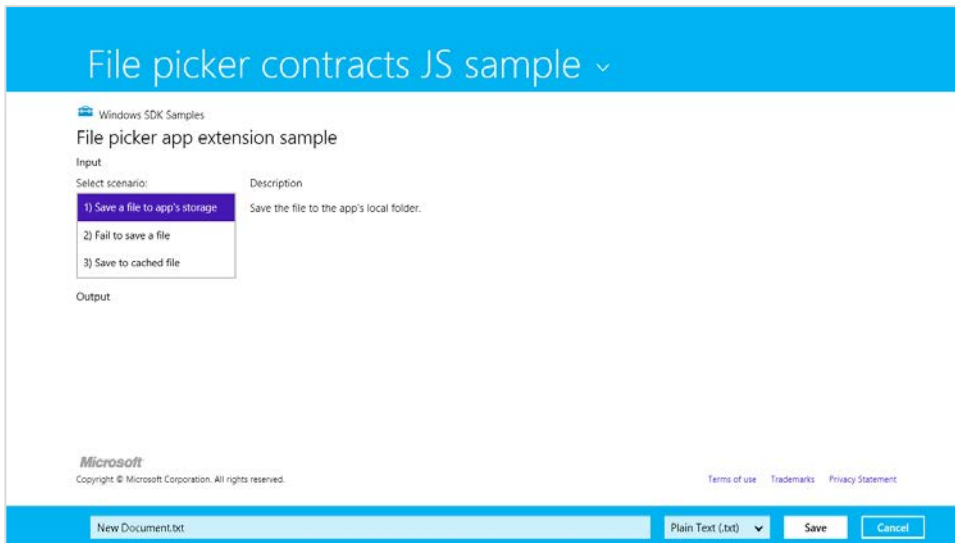 File picker contracts JS sample
Windows SDK Samples
File picker app extension sample
Input
Select scenario:
Description
1) Save a file to app's storage
Save the file to the app's local folder.
2) Fail to save a file
3) Save to cached file
Output
Microsoft
Copyright © Microsoft Corporation. All rights reserved.
Terms of use Trademarks Privacy Statement
New Document.txt
Plain Text (.txt)
Save
Cancel